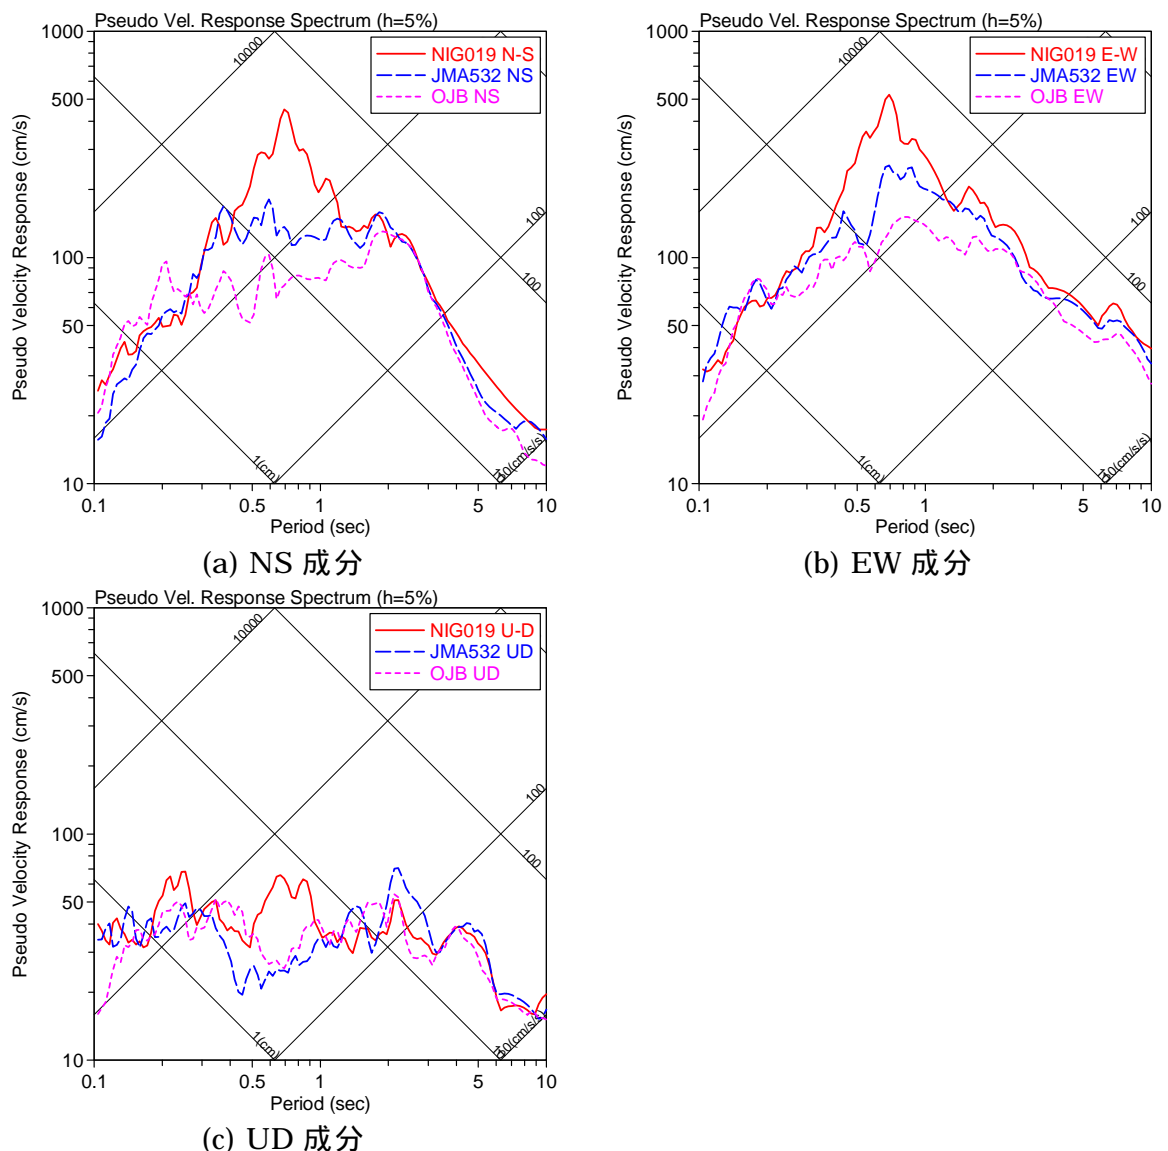 Pseudo Vel. Response Spectrum (h=5%)
NIG019 N-S
JMA532 NS
OJB NS
Pseudo Velocity Response (cm/s)
1000
500
100
50
10
10000
100
100
1(cm)
10(cm/s/s)
0.1
0.5
1
5
10
Period (sec)
(a) NS 成分
Pseudo Vel. Response Spectrum (h=5%)
NIG019 E-W
JMA532 EW
OJB EW
Pseudo Velocity Response (cm/s)
1000
500
100
50
10
10000
100
100
1(cm)
10(cm/s/s)
0.1
0.5
1
5
10
Period (sec)
(b) EW 成分
Pseudo Vel. Response Spectrum (h=5%)
NIG019 U-D
JMA532 UD
OJB UD
Pseudo Velocity Response (cm/s)
1000
500
100
50
10
10000
100
100
1(cm)
10(cm/s/s)
0.1
0.5
1
5
10
Period (sec)
(c) UD 成分